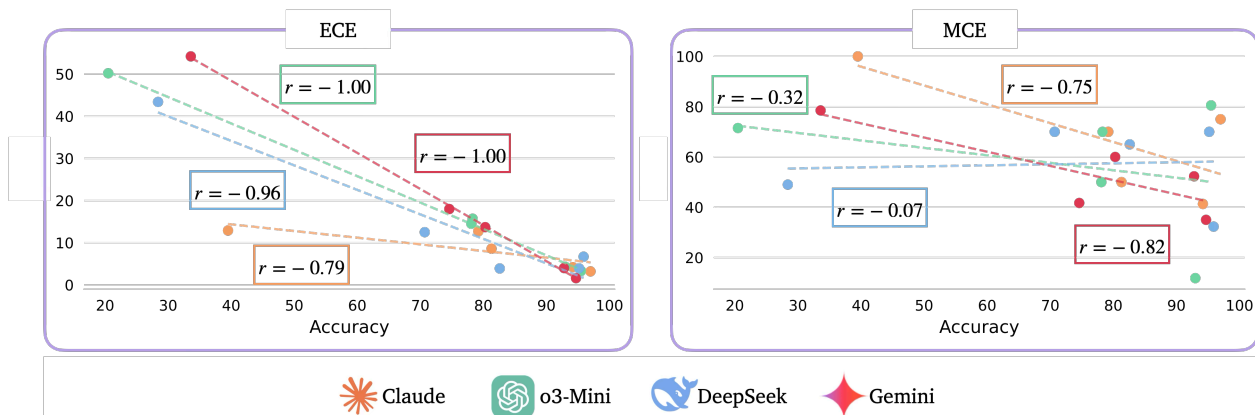 ECE
MCE
50
40
30
20
10
0
r = − 1.00
r = − 1.00
r = − 0.96
r = − 0.79
20 30 40 50 60 70 80 90 100
Accuracy
100
80
60
40
20
r = − 0.32
r = − 0.75
r = − 0.07
r = − 0.82
20 30 40 50 60 70 80 90 100
Accuracy
Claude o3-Mini DeepSeek Gemini